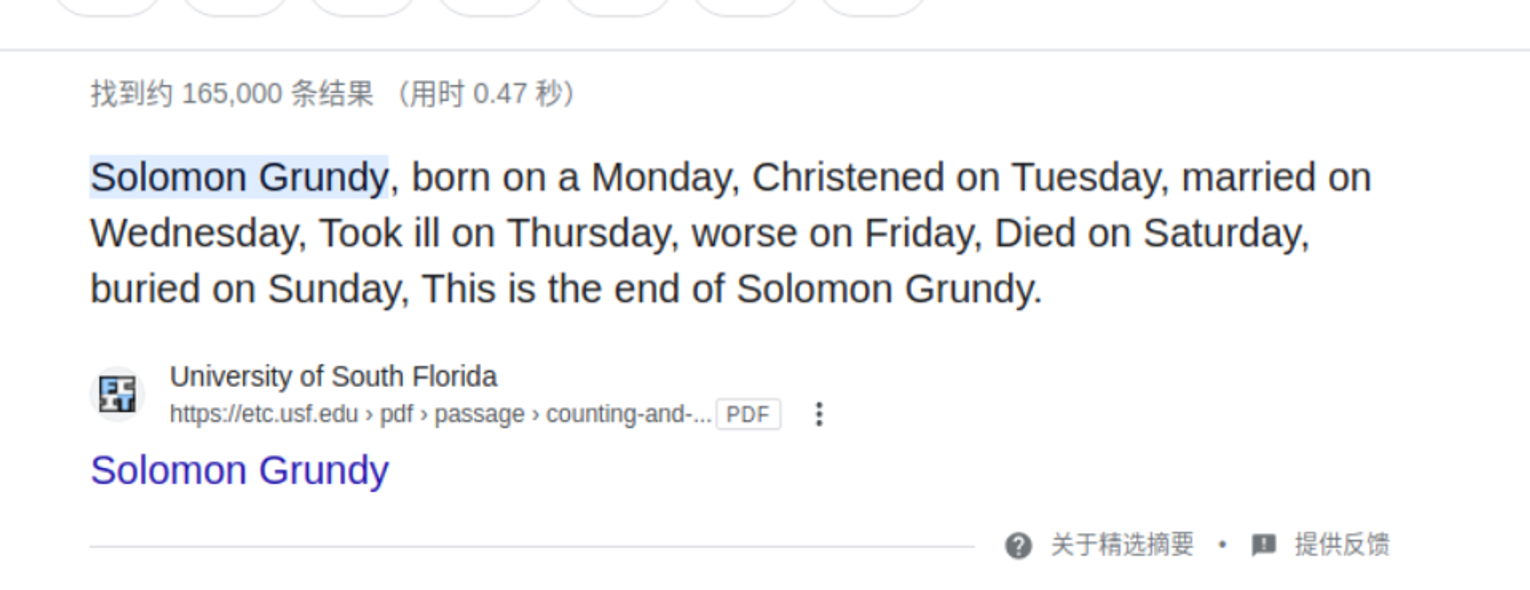 找到约 165,000 条结果 （用时 0.47 秒）
Solomon Grundy, born on a Monday, Christened on Tuesday, married on
Wednesday, Took ill on Thursday, worse on Friday, Died on Saturday,
buried on Sunday, This is the end of Solomon Grundy.
University of South Florida
https://etc.usf.edu › pdf › passage › counting-and-... PDF
Solomon Grundy
关于精选摘要 • 提供反馈